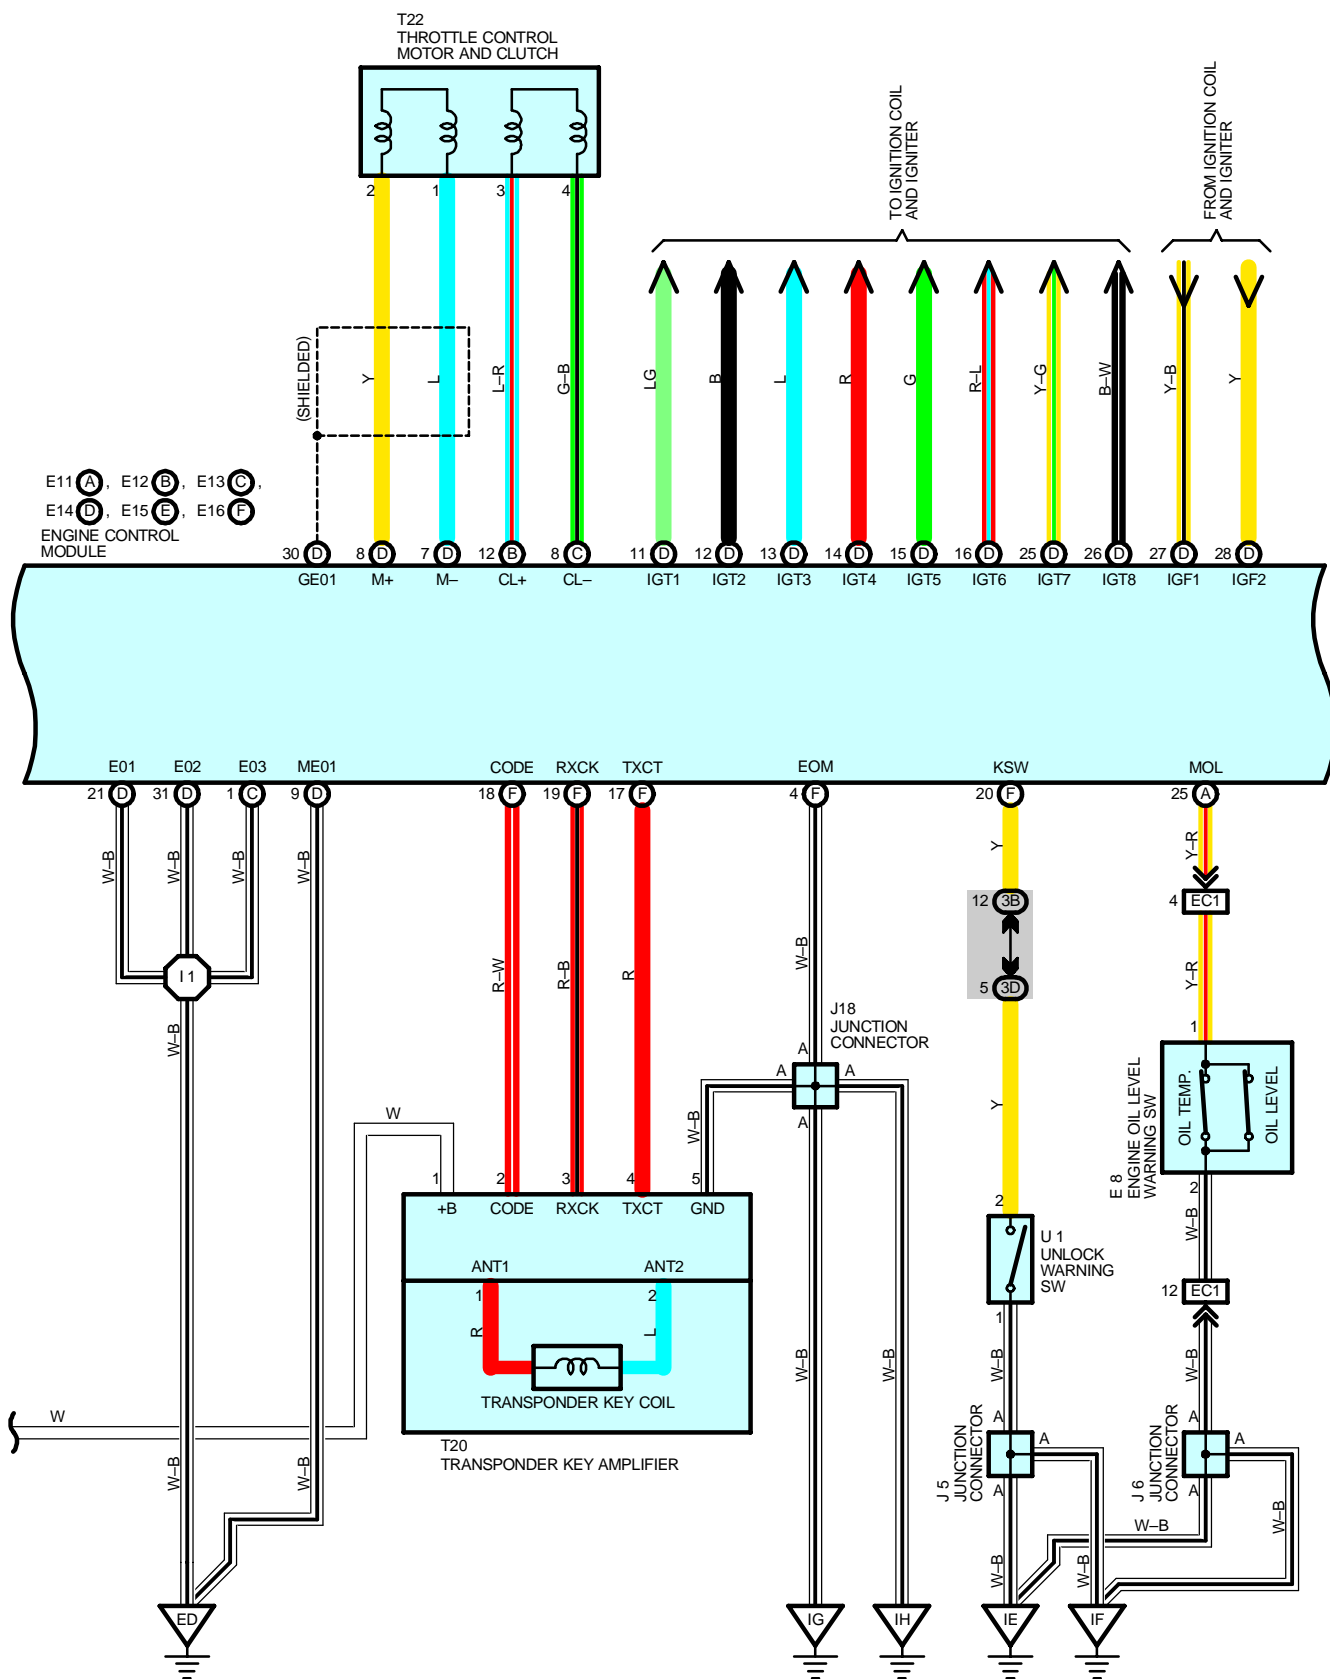 T22
THROTTLE CONTROL
MOTOR AND CLUTCH
2 1 3 4
TO IGNITION COIL
AND IGNITER
FROM IGNITION COIL
AND IGNITER
(SHIELDED)
Y L L–R G–B LG B L R G R–L Y–G B–W Y–B Y
E11 A, E12 B, E13 C,
E14 D, E15 E, E16 F
ENGINE CONTROL
MODULE
30 D 8 D 7 D 12 B 8 C 11 D 12 D 13 D 14 D 15 D 16 D 25 D 26 D 27 D 28 D
GE01 M+ M– CL+ CL– IGT1 IGT2 IGT3 IGT4 IGT5 IGT6 IGT7 IGT8 IGF1 IGF2
E01 E02 E03 ME01 CODE RXCK TXCT EOM KSW MOL
21 D 31 D 1 C 9 D 18 F 19 F 17 F 4 F 20 F 25 A
W–B W–B W–B W–B Y Y–R
12 3B 4 EC1
R–W R–B R W–B Y–R
I 1
5 3D
W–B
J18
JUNCTION
CONNECTOR
A
A A
A
1
OIL TEMP.
OIL LEVEL
E 8
ENGINE OIL LEVEL
WARNING SW
W
W–B
Y
1 2 3 4 5
+B CODE RXCK TXCT GND
2
2
W–B
U 1
UNLOCK
WARNING
SW
ANT1 ANT2
1 2
R L
12 EC1
1
TRANSPONDER KEY COIL
W–B W–B W–B W–B
W
T20
TRANSPONDER KEY AMPLIFIER
A A
A A
A A
J 5
JUNCTION
CONNECTOR
J 6
JUNCTION
CONNECTOR
W–B W–B
W–B W–B
W–B W–B
ED IG IH IE IF